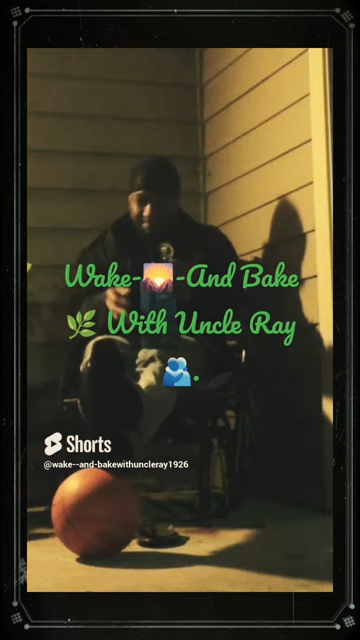 Wake-🌅-And Bake
🌿 With Uncle Ray
🫂.
Shorts
@wake--and-bakewithuncleray1926